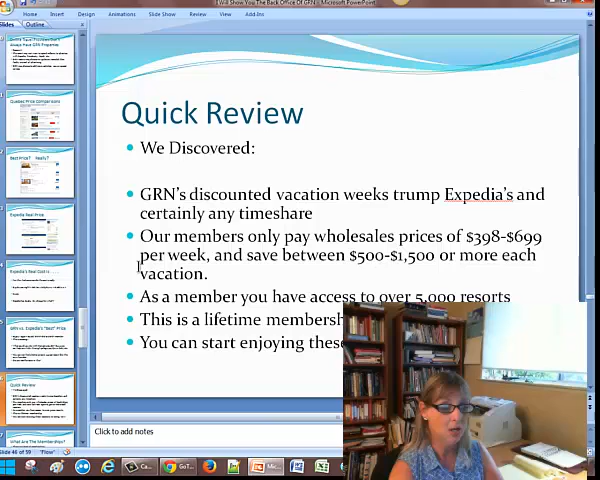 I Will Show You The Back Office Of GRN - Microsoft PowerPoint
Home Insert Design Animations Slide Show Review View Add-Ins
Slides Outline
Quick Review
We Discovered:
GRN's discounted vacation weeks trump Expedia's and
certainly any timeshare
Our members only pay wholesales prices of $398-$699
per week, and save between $500-$1,500 or more each
vacation.
As a member you have access to over 5,000 resorts
This is a lifetime membersh
You can start enjoying these
Click to add notes
Slide 46 of 59 "Flow"
Ca...
GoT...
Mic...